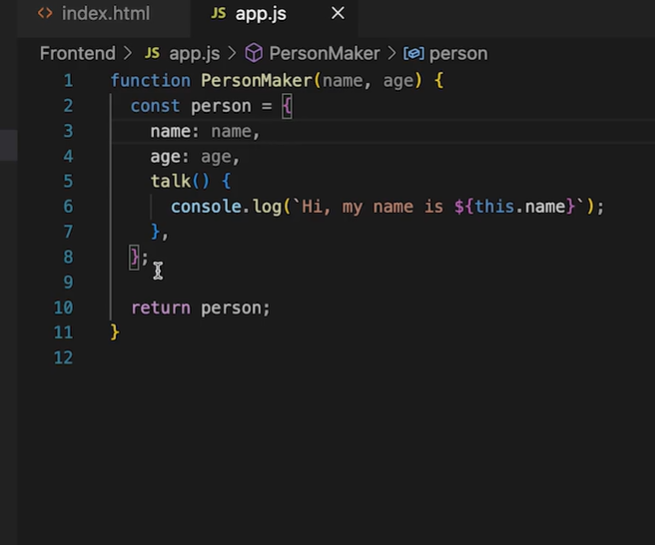 index.html JS app.js
Frontend > JS app.js > PersonMaker > person
1 function PersonMaker(name, age) {
2   const person = {
3     name: name,
4     age: age,
5     talk() {
6       console.log(`Hi, my name is ${this.name}`);
7     },
8   };
9
10   return person;
11 }
12